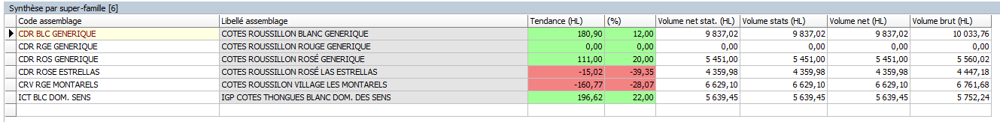 Synthèse par super-famille [6]
Code assemblage Libellé assemblage Tendance (HL) (%) Volume net stat. (HL) Volume stats (HL) Volume net (HL) Volume brut (HL)
CDR BLC GENERIQUE COTES ROUSSILLON BLANC GENERIQUE 180,90 12,00 9 837,02 9 837,02 9 837,02 10 033,76
CDR RGE GENERIQUE COTES ROUSSILLON ROUGE GENERIQUE 0,00 0,00 0,00 0,00 0,00 0,00
CDR ROS GENERIQUE COTES ROUSSILLON ROSÉ GENERIQUE 111,00 20,00 5 451,00 5 451,00 5 451,00 5 560,02
CDR ROSE ESTRELLAS COTES ROUSSILLON ROSÉ LAS ESTRELLAS -15,02 -39,35 4 359,98 4 359,98 4 359,98 4 447,18
CRV RGE MONTARELS COTES ROUSSILON VILLAGE LES MONTARELS -160,77 -28,07 6 629,10 6 629,10 6 629,10 6 761,68
ICT BLC DOM. SENS IGP COTES THONGUES BLANC DOM. DES SENS 196,62 22,00 5 639,45 5 639,45 5 639,45 5 752,24